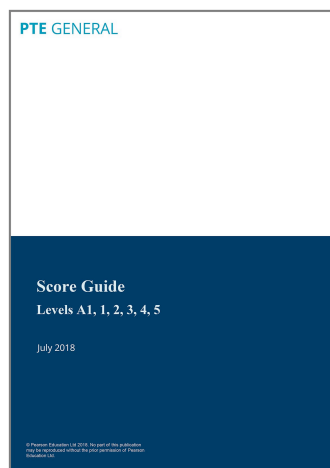 PTE GENERAL
Score Guide
Levels A1, 1, 2, 3, 4, 5
July 2018
© Pearson Education Ltd 2018. No part of this publication
may be reproduced without the prior permission of Pearson
Education Ltd.